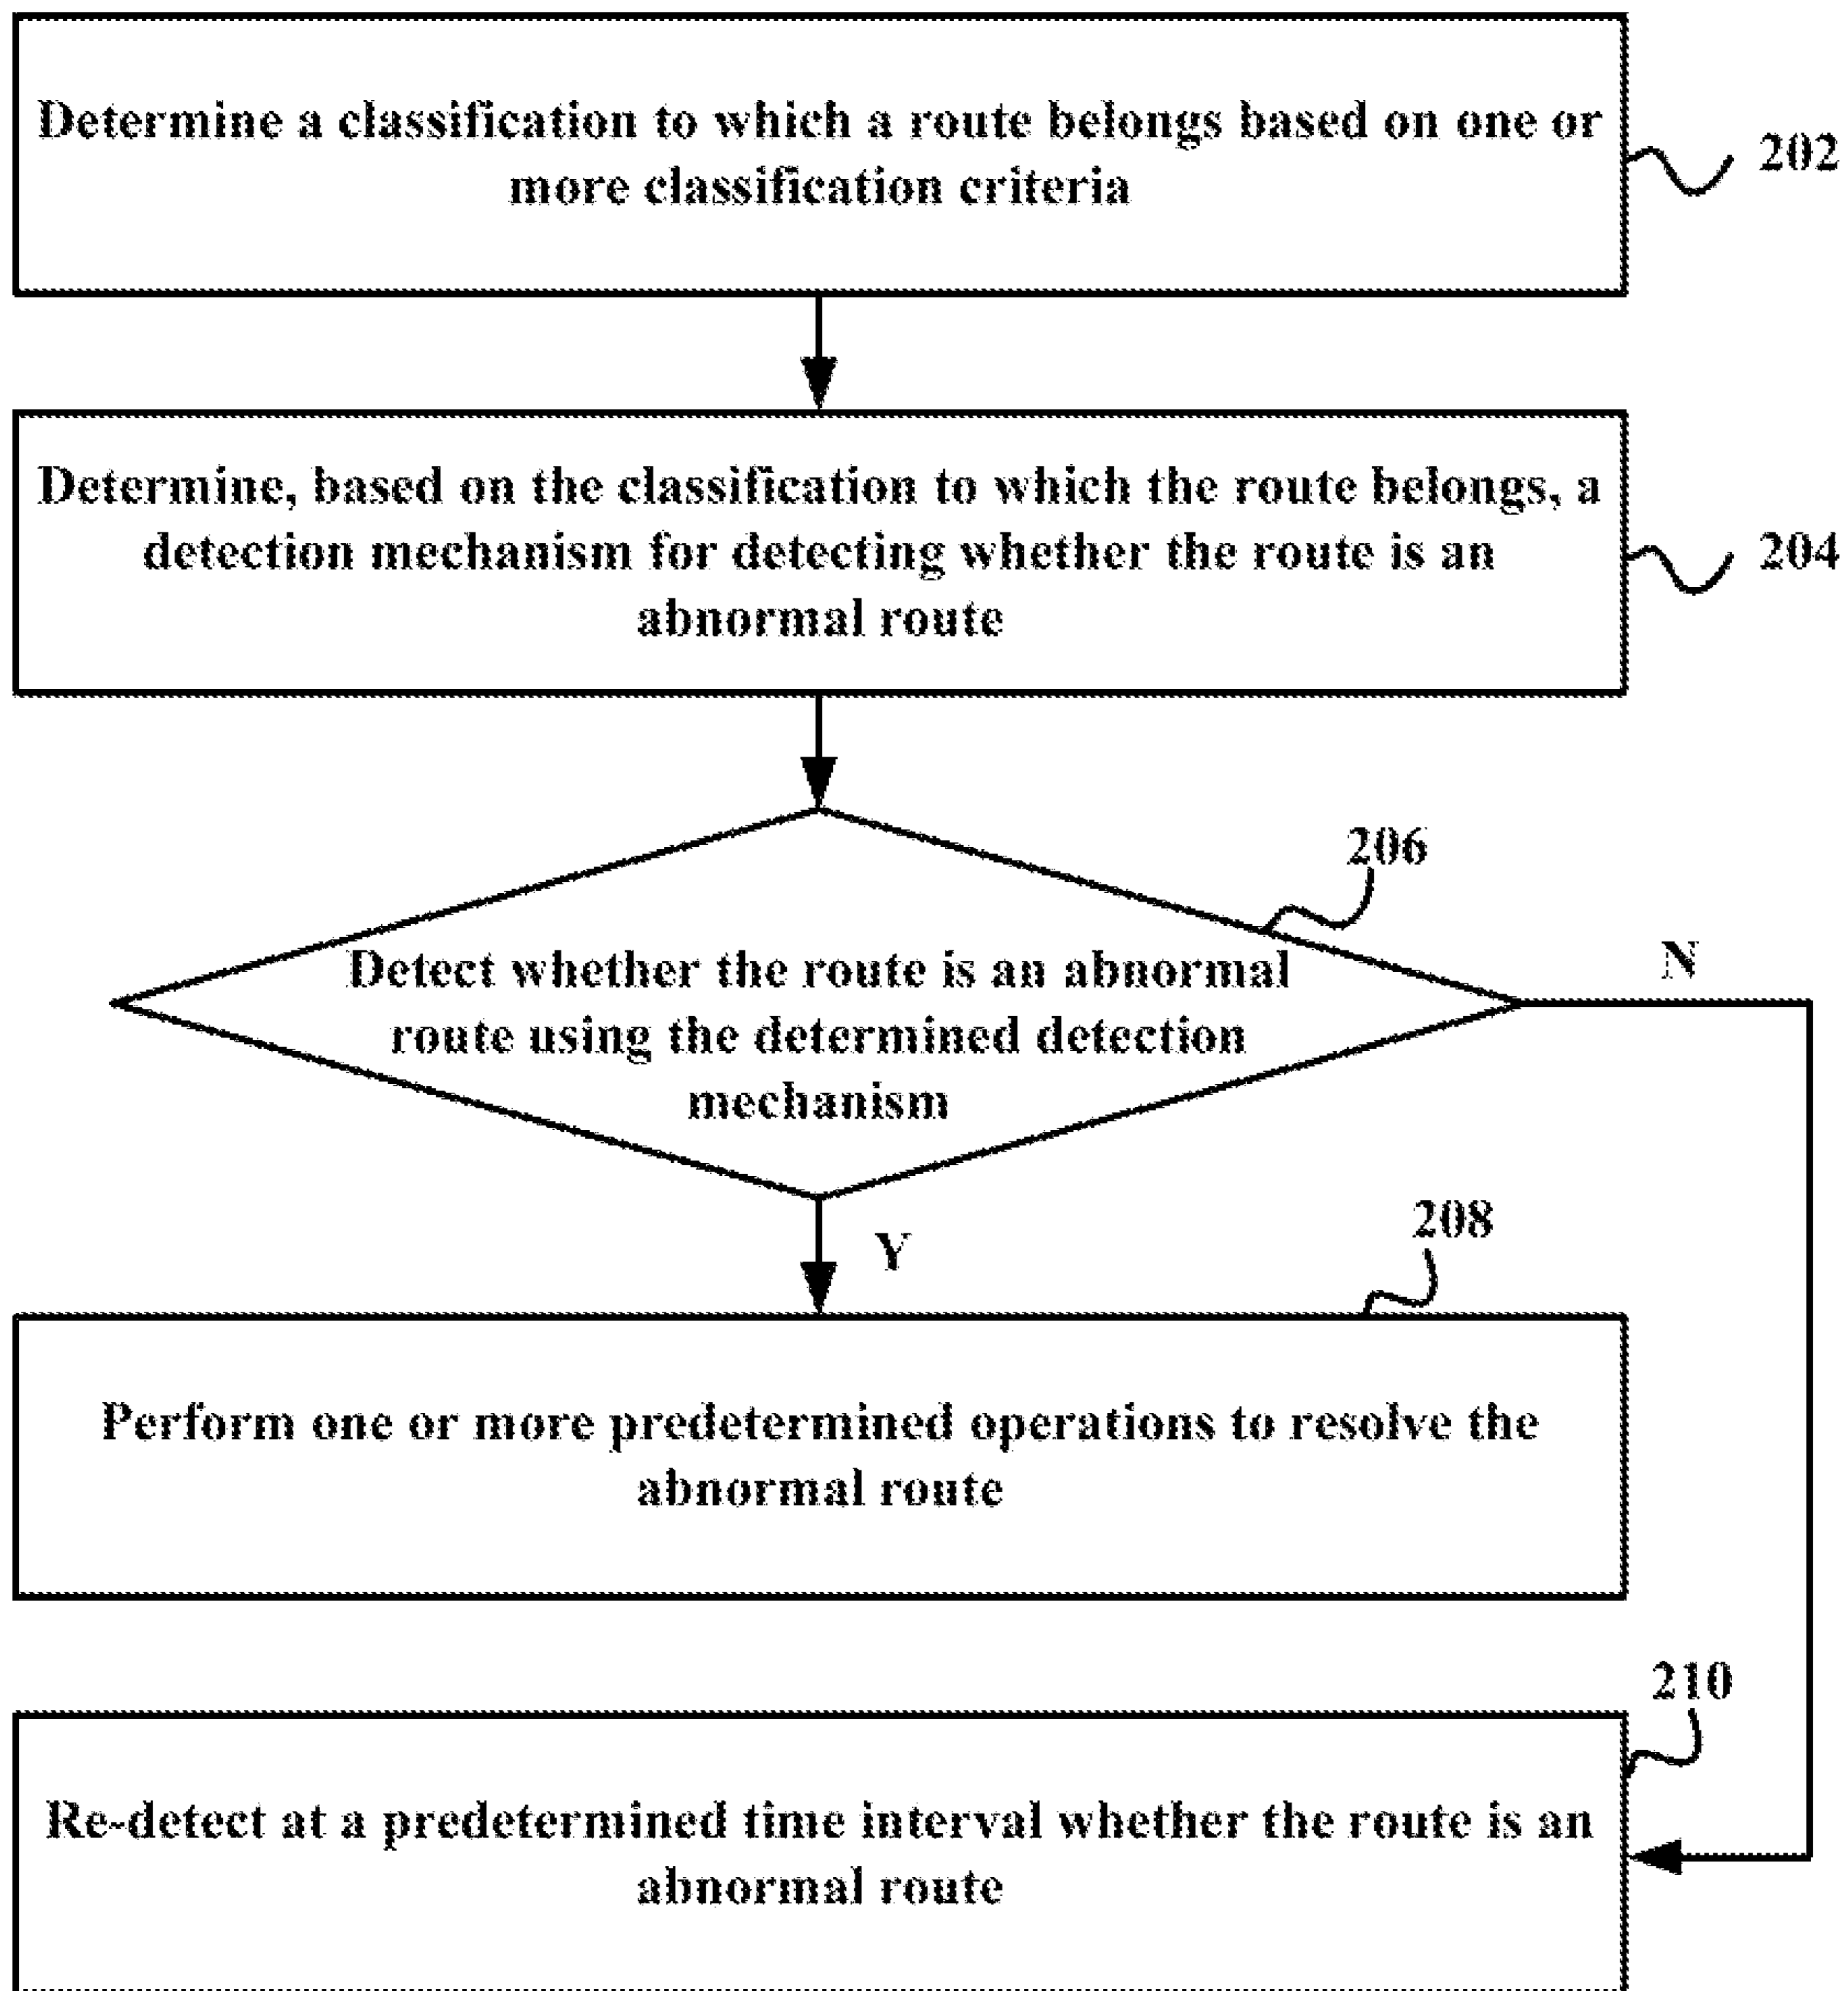 Determine a classification to which a route belongs based on one or
more classification criteria
202
Determine, based on the classification to which the route belongs, a
detection mechanism for detecting whether the route is an
abnormal route
204
206
Detect whether the route is an abnormal
route using the determined detection
mechanism
N
Y
208
Perform one or more predetermined operations to resolve the
abnormal route
210
Re-detect at a predetermined time interval whether the route is an
abnormal route